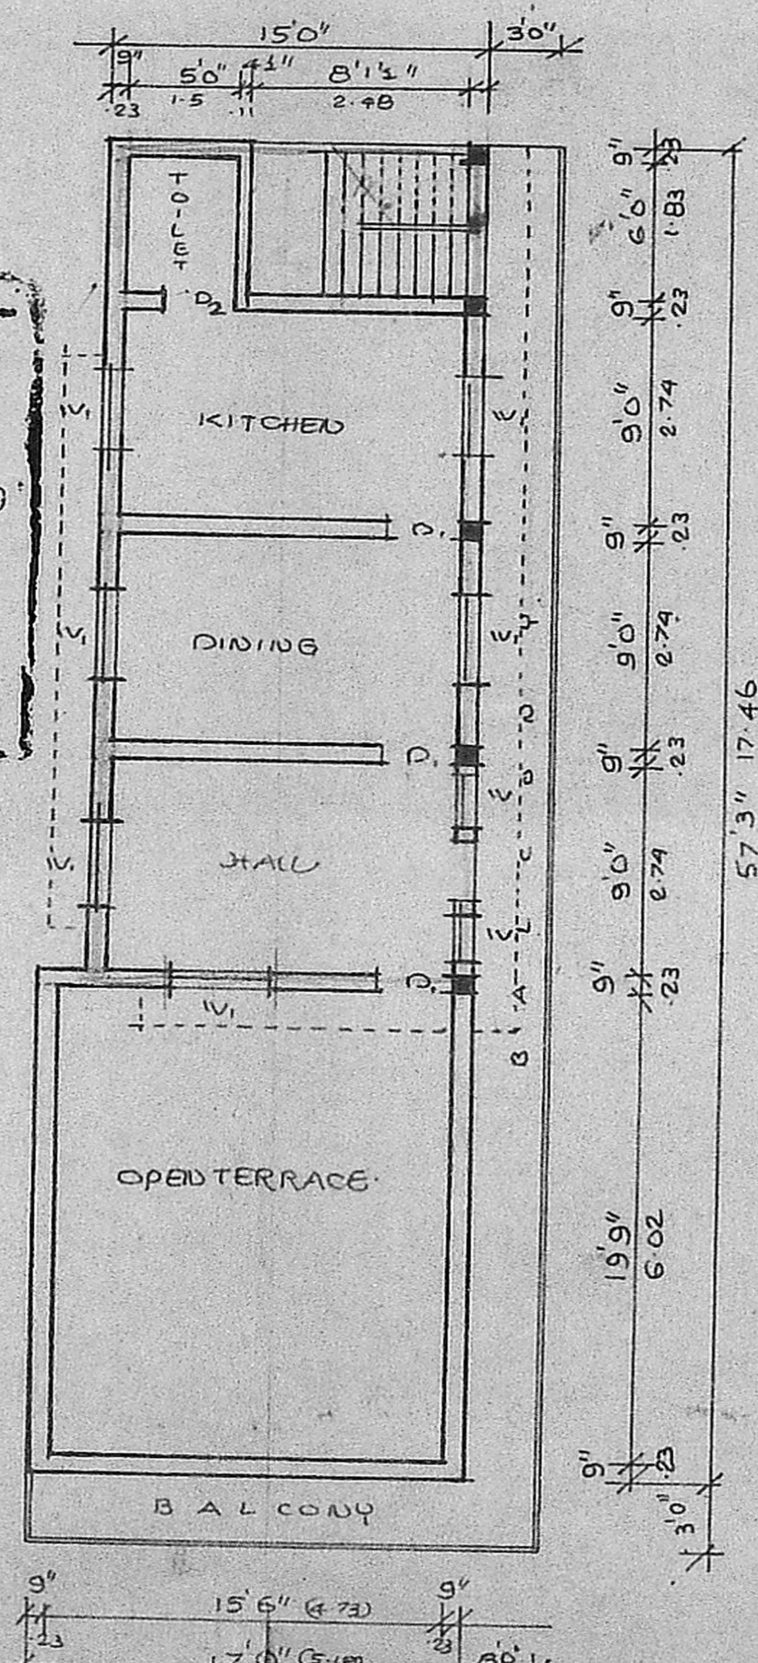 15'0" 3'0"
9" 5'0" 4½" 8'1½"
.23 1.5 .11 2.48
TOILET
D2
KITCHEN
W1
D1
DINING
W1
D1
HALL
W1
D1
W1
BALCONY
OPEN TERRACE
BALCONY
9" .23
6'0" 1.83
9" .23
9'0" 2.74
9" .23
9'0" 2.74
9" .23
9'0" 2.74
9" .23
19'9" 6.02
9" .23
3'0"
57'3" 17.46
9" 15'6" (4.73) 9"
.23 .23
17'0"